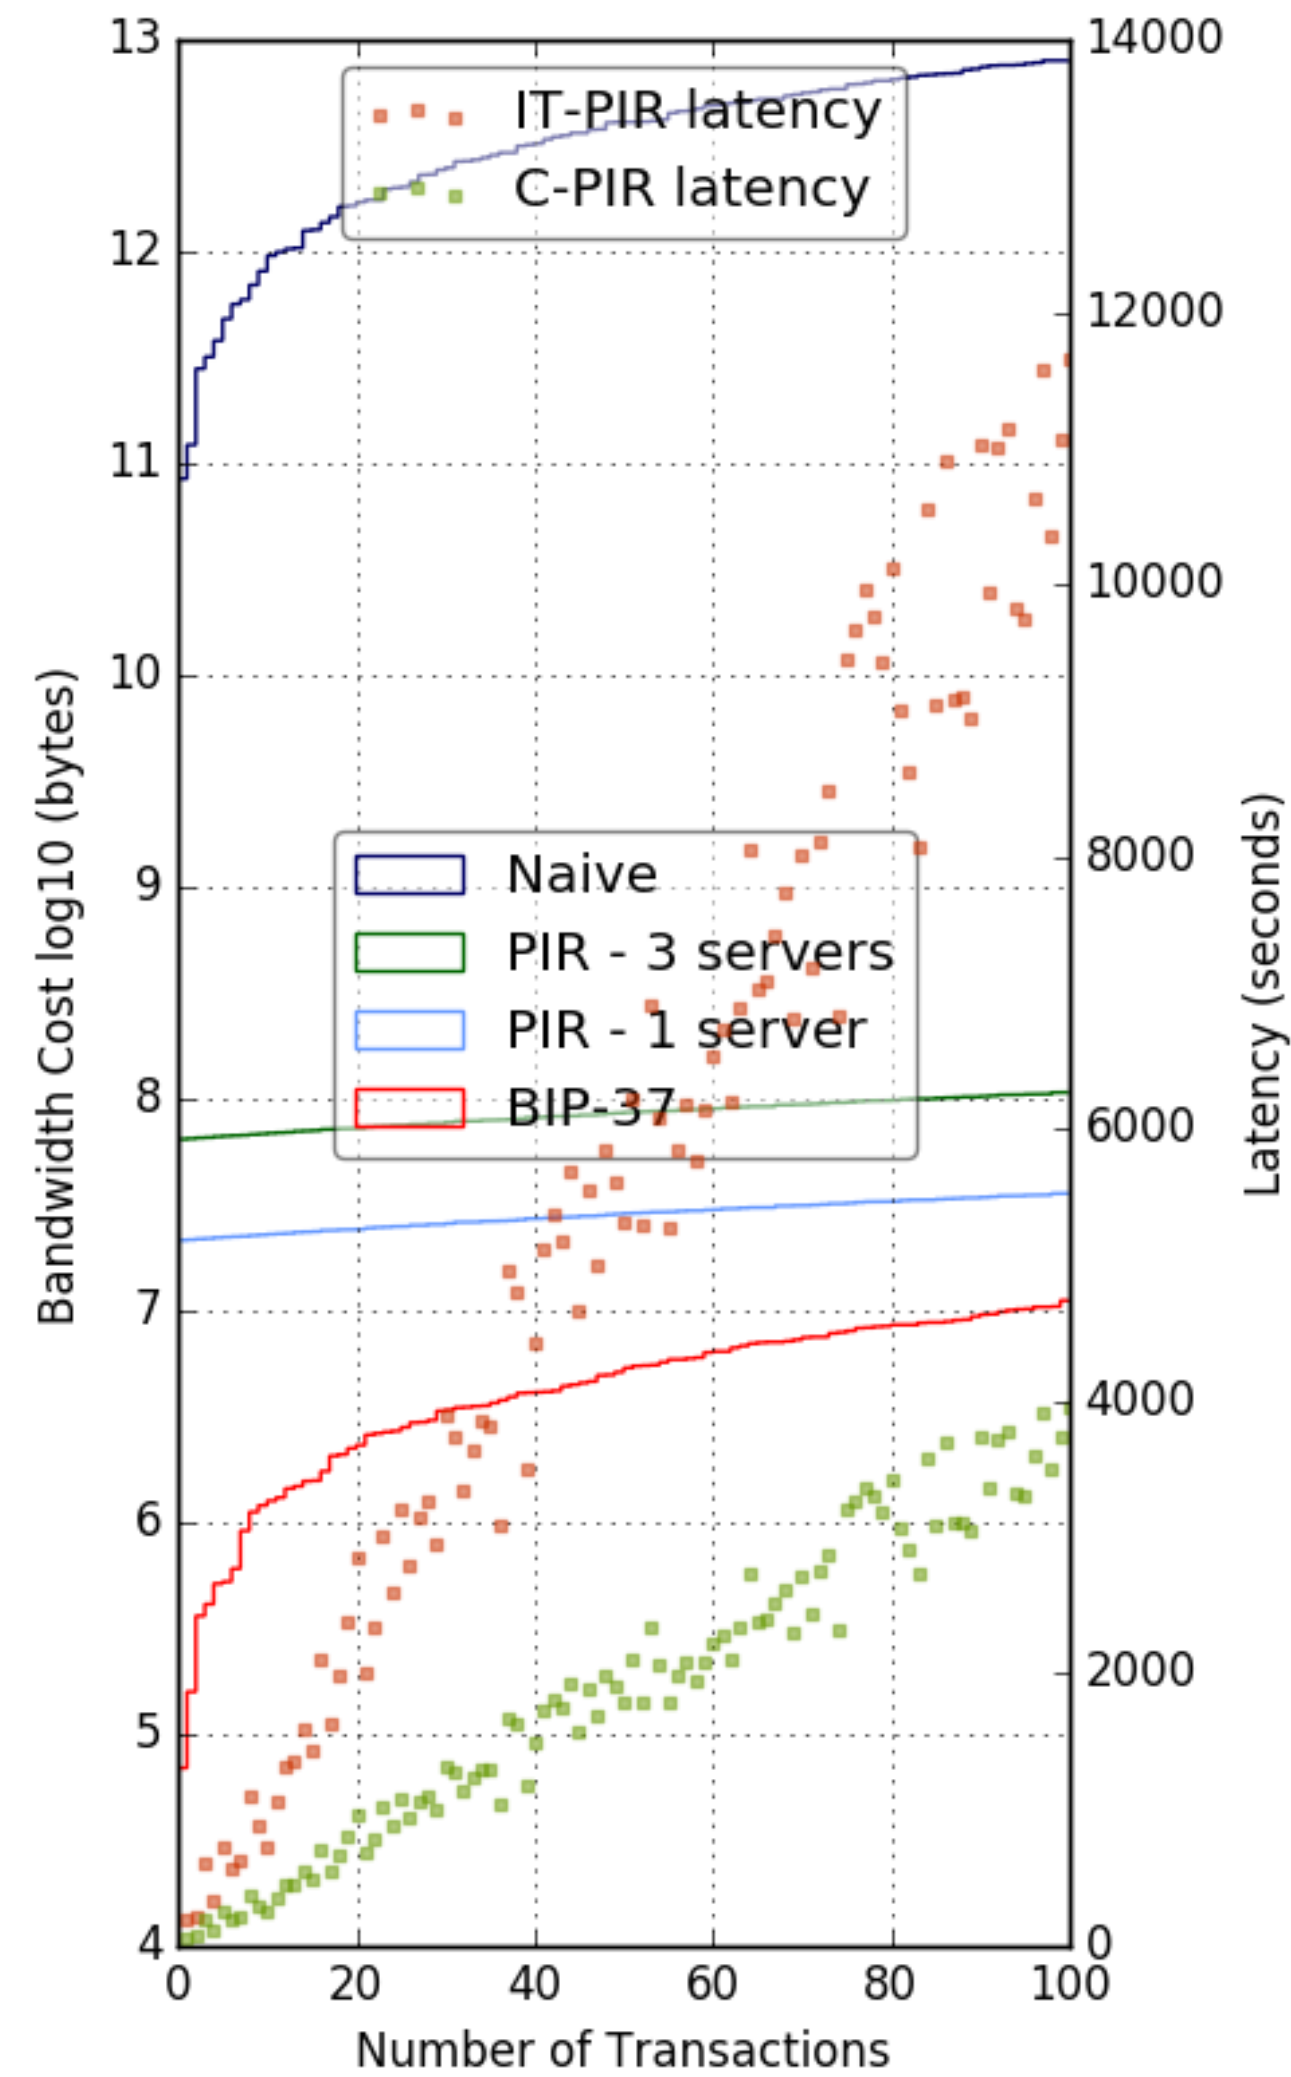 13
12
11
10
9
8
7
6
5
4
Bandwidth Cost log10 (bytes)
IT-PIR latency
C-PIR latency
Naive
PIR - 3 servers
PIR - 1 server
BIP-37
14000
12000
10000
8000
6000
4000
2000
0
Latency (seconds)
0 20 40 60 80 100
Number of Transactions